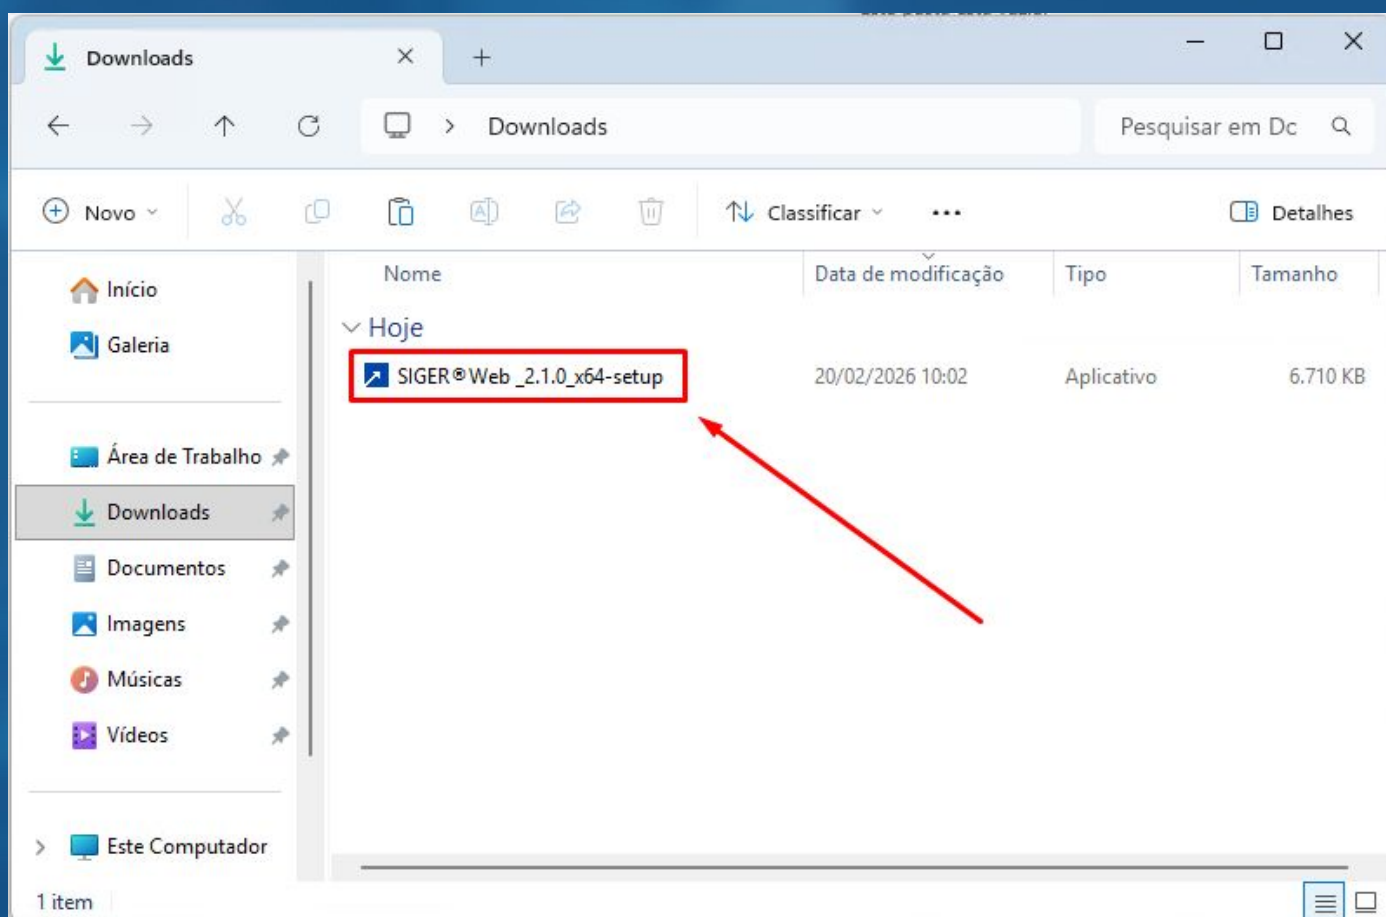 Downloads
Downloads
Pesquisar em Dc
Novo
Classificar
Detalhes
Início
Galeria
Área de Trabalho
Downloads
Documentos
Imagens
Músicas
Vídeos
Este Computador
Nome Data de modificação Tipo Tamanho
Hoje
SIGER®Web _2.1.0_x64-setup 20/02/2026 10:02 Aplicativo 6.710 KB
1 item